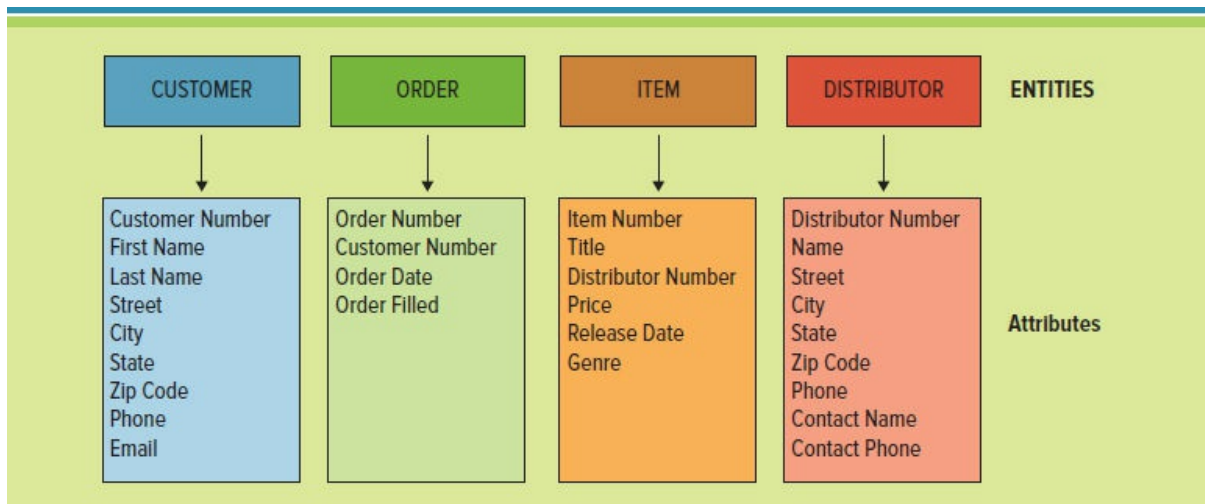 CUSTOMER
ORDER
ITEM
DISTRIBUTOR
ENTITIES
Customer Number
First Name
Last Name
Street
City
State
Zip Code
Phone
Email
Order Number
Customer Number
Order Date
Order Filled
Item Number
Title
Distributor Number
Price
Release Date
Genre
Distributor Number
Name
Street
City
State
Zip Code
Phone
Contact Name
Contact Phone
Attributes